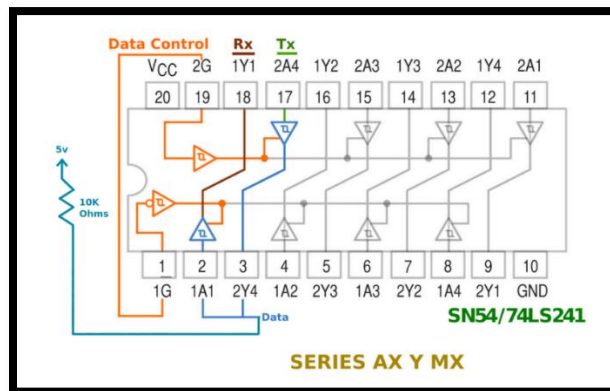 Data Control Rx Tx
VCC 2G 1Y1 2A4 1Y2 2A3 1Y3 2A2 1Y4 2A1
20 19 18 17 16 15 14 13 12 11
5v
10K
Ohms
1 2 3 4 5 6 7 8 9 10
1G 1A1 2Y4 1A2 2Y3 1A3 2Y2 1A4 2Y1 GND
Data
SN54/74LS241
SERIES AX Y MX